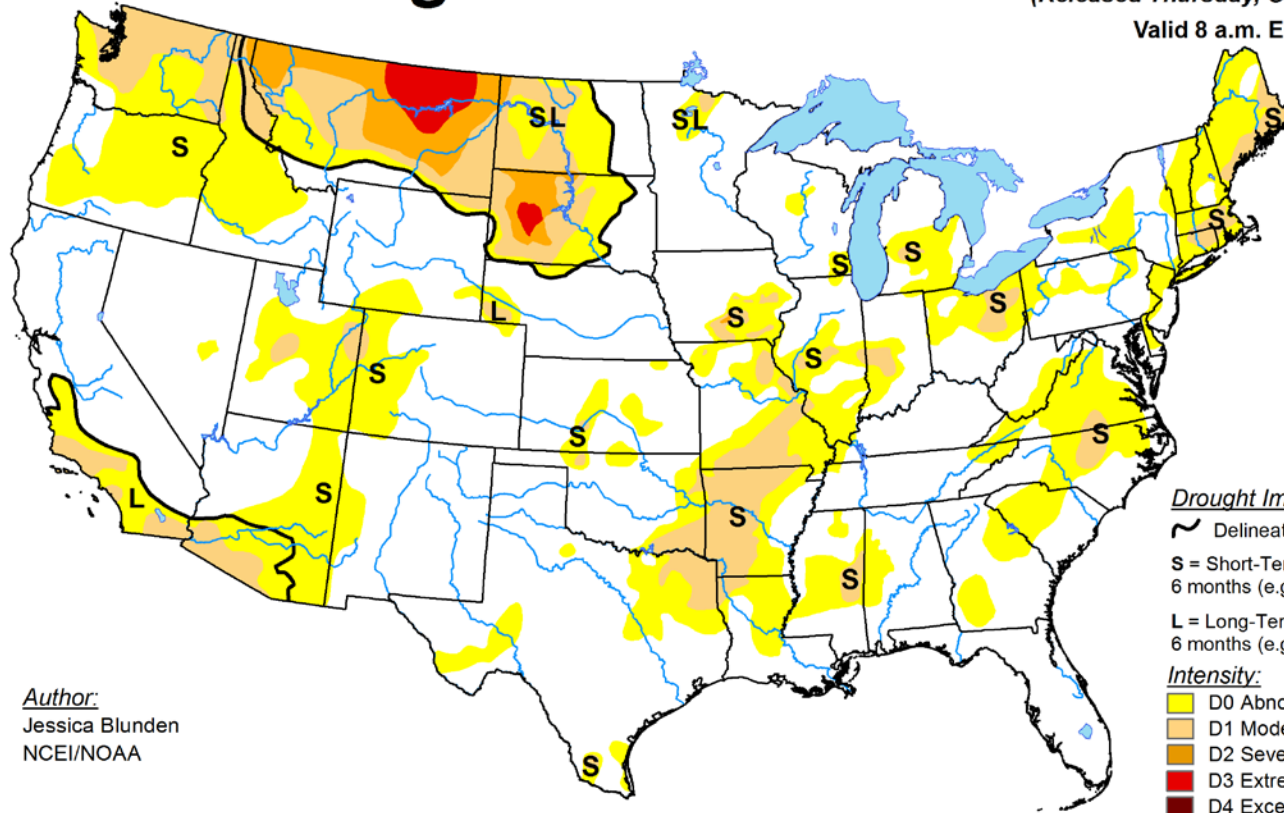 Valid 8 a.m. E
SL
SL
S
S
S
S
S
S
S
L
S
S
S
S
S
S
L
S
S
S
Drought Im
Delineat
S = Short-Ter
6 months (e.g
L = Long-Ter
6 months (e.g
Intensity:
D0 Abno
D1 Mode
D2 Seve
D3 Extre
D4 Exce
Author:
Jessica Blunden
NCEI/NOAA